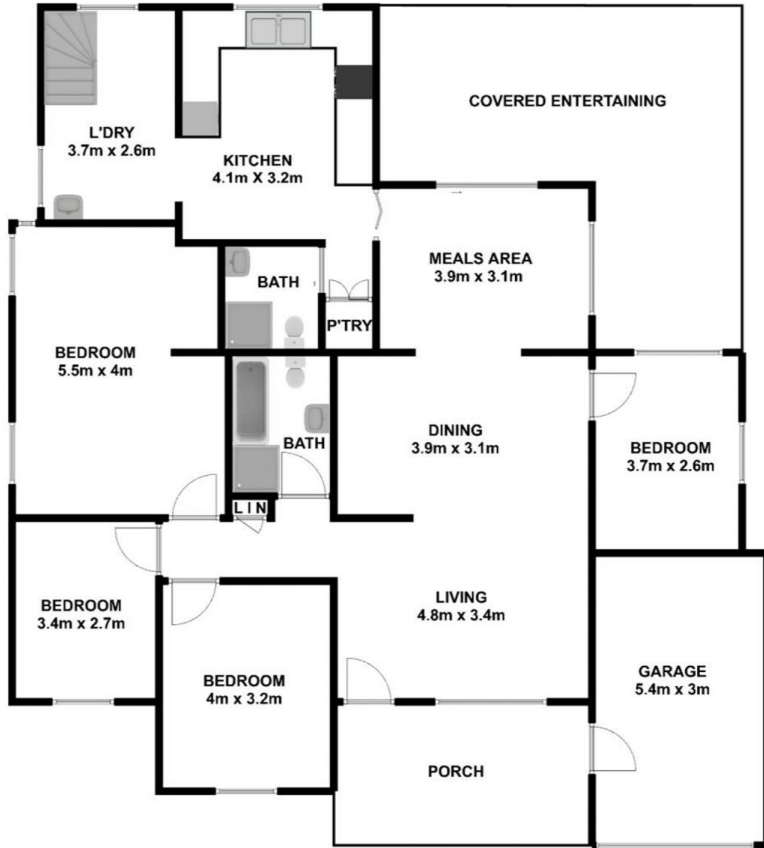 COVERED ENTERTAINING
L'DRY
3.7m x 2.6m
KITCHEN
4.1m X 3.2m
MEALS AREA
3.9m x 3.1m
BATH
P'TRY
BEDROOM
5.5m x 4m
DINING
3.9m x 3.1m
BATH
BEDROOM
3.7m x 2.6m
L I N
BEDROOM
3.4m x 2.7m
LIVING
4.8m x 3.4m
BEDROOM
4m x 3.2m
GARAGE
5.4m x 3m
PORCH